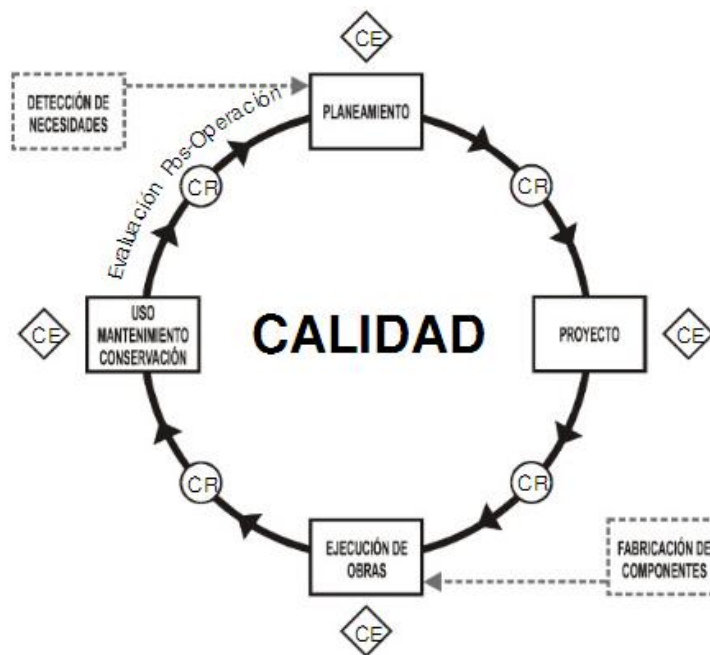 CE
DETECCIÓN DE
NECESIDADES
PLANEAMIENTO
Evaluación Pos-Operación
CR
CR
CE
USO
MANTENIMIENTO
CONSERVACIÓN
CALIDAD
PROYECTO
CE
CR
CR
EJECUCIÓN DE
OBRAS
FABRICACIÓN DE
COMPONENTES
CE